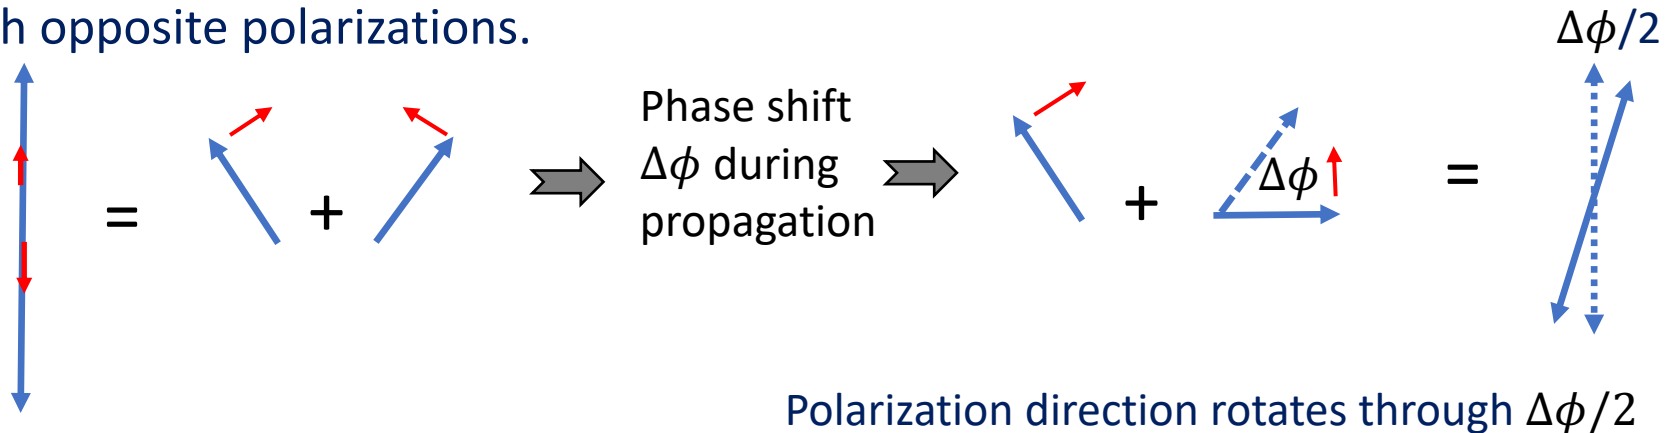 h opposite polarizations.
Δϕ/2
=
+
Phase shift
Δϕ during
propagation
+
Δϕ
=
Polarization direction rotates through Δϕ/2